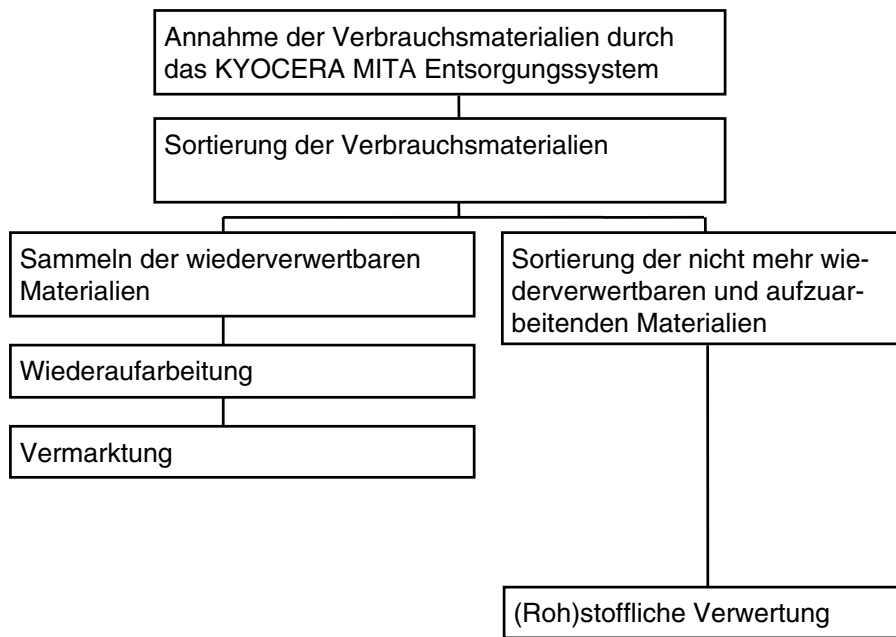 Annahme der Verbrauchsmaterialien durch
das KYOCERA MITA Entsorgungssystem
Sortierung der Verbrauchsmaterialien
Sammeln der wiederverwertbaren
Materialien
Sortierung der nicht mehr wie-
derverwertbaren und aufzuar-
beitenden Materialien
Wiederaufarbeitung
Vermarktung
(Roh)stoffliche Verwertung